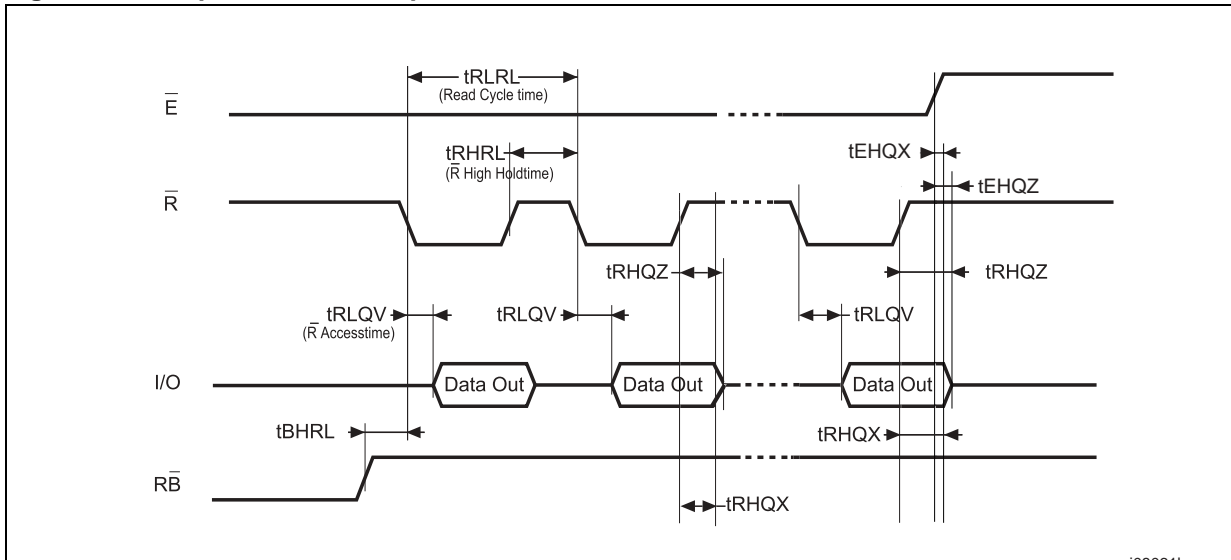 tRLRL
(Read Cycle time)
E̅
tRHRL
(R̅ High Holdtime)
tEHQX
tEHQZ
R̅
tRHQZ
tRHQZ
tRLQV
(R̅ Accesstime)
tRLQV
tRLQV
I/O
Data Out
Data Out
Data Out
tBHRL
tRHQX
RB̅
tRHQX